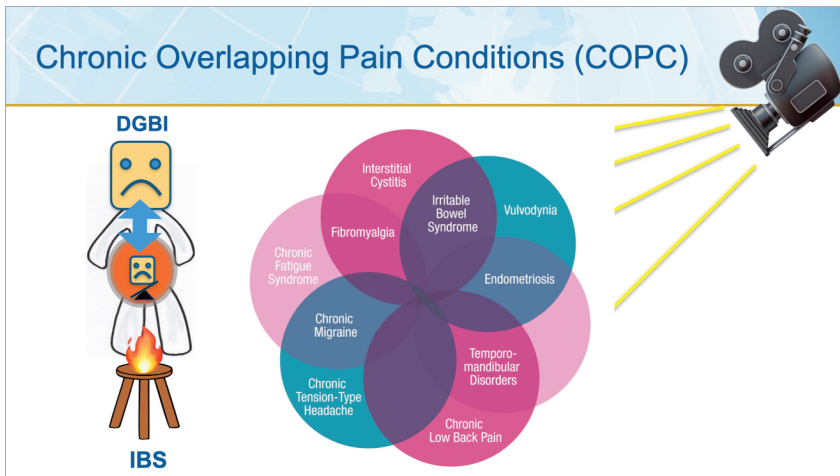 Chronic Overlapping Pain Conditions (COPC)
DGBI
IBS
Interstitial
Cystitis
Irritable
Bowel
Syndrome
Vulvodynia
Fibromyalgia
Chronic
Fatigue
Syndrome
Endometriosis
Chronic
Migraine
Temporo-
mandibular
Disorders
Chronic
Tension-Type
Headache
Chronic
Low Back Pain